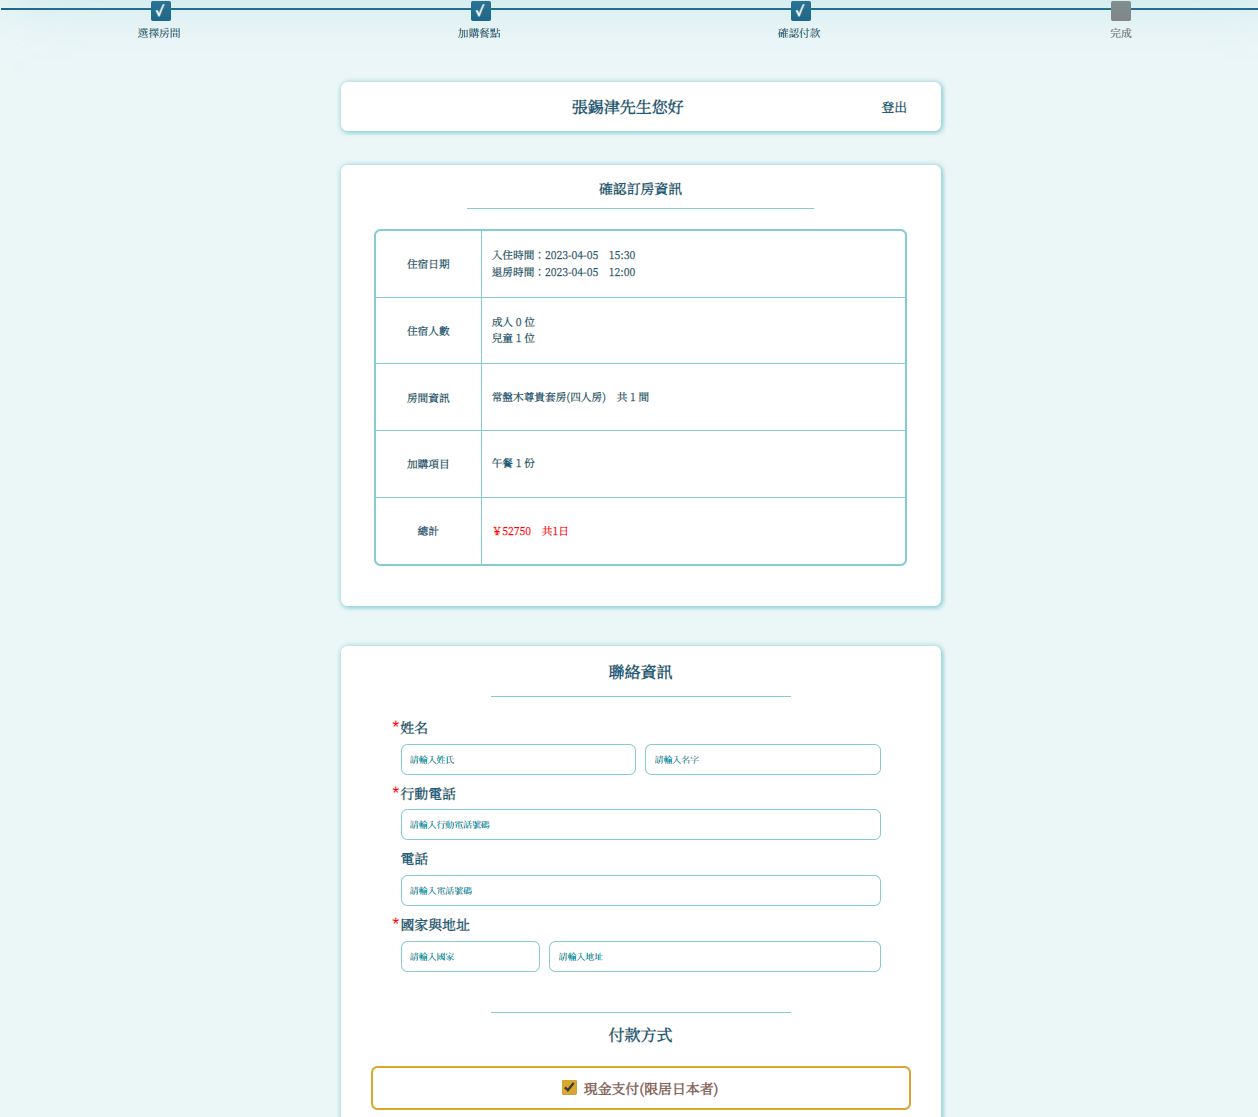 選擇房間
加購餐點
確認付款
完成
張錫津先生您好
登出
確認訂房資訊
住宿日期
入住時間：2023-04-05 15:30
退房時間：2023-04-05 12:00
住宿人數
成人 0 位
兒童 1 位
房間資訊
常盤木尊貴套房(四人房) 共 1 間
加購項目
午餐 1 份
總計
￥52750 共1日
聯絡資訊
*姓名
請輸入姓氏
請輸入名字
*行動電話
請輸入行動電話號碼
電話
請輸入電話號碼
*國家與地址
請輸入國家
請輸入地址
付款方式
現金支付(限居日本者)